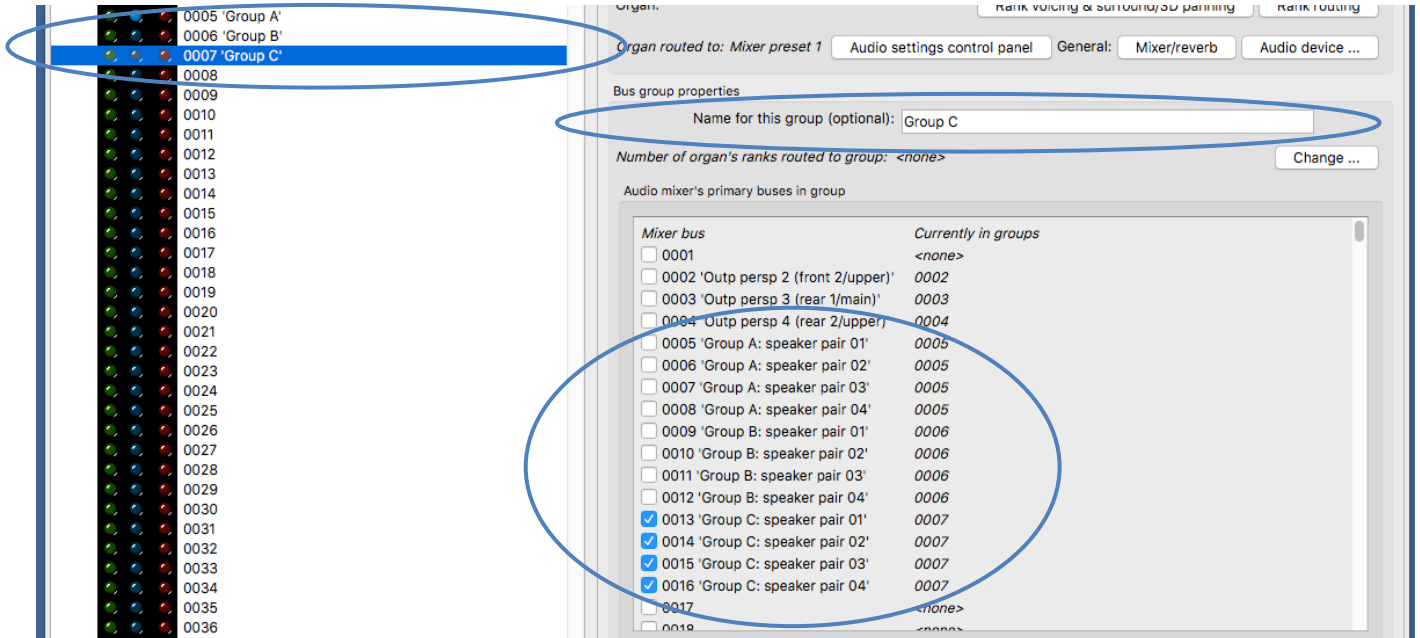 0005 'Group A'
0006 'Group B'
0007 'Group C'
0008
0009
0010
0011
0012
0013
0014
0015
0016
0017
0018
0019
0020
0021
0022
0023
0024
0025
0026
0027
0028
0029
0030
0031
0032
0033
0034
0035
0036
Organ: Rank voicing & surround/3D panning Rank routing
Organ routed to: Mixer preset 1 Audio settings control panel General: Mixer/reverb Audio device ...
Bus group properties
Name for this group (optional): Group C
Number of organ's ranks routed to group: <none> Change ...
Audio mixer's primary buses in group
Mixer bus Currently in groups
0001 <none>
0002 'Outp persp 2 (front 2/upper)' 0002
0003 'Outp persp 3 (rear 1/main)' 0003
0004 'Outp persp 4 (rear 2/upper)' 0004
0005 'Group A: speaker pair 01' 0005
0006 'Group A: speaker pair 02' 0005
0007 'Group A: speaker pair 03' 0005
0008 'Group A: speaker pair 04' 0005
0009 'Group B: speaker pair 01' 0006
0010 'Group B: speaker pair 02' 0006
0011 'Group B: speaker pair 03' 0006
0012 'Group B: speaker pair 04' 0006
0013 'Group C: speaker pair 01' 0007
0014 'Group C: speaker pair 02' 0007
0015 'Group C: speaker pair 03' 0007
0016 'Group C: speaker pair 04' 0007
0017 <none>
0018 <none>